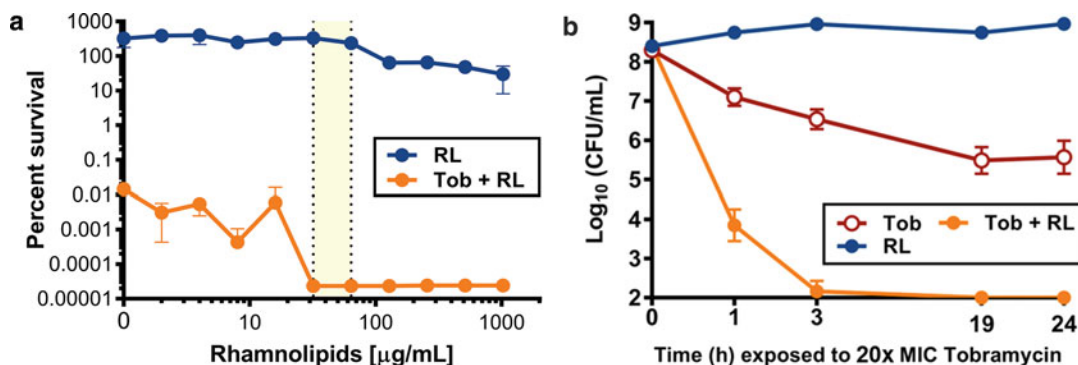 a
1000
100
10
1
0.1
0.01
0.001
0.0001
0.00001
Percent survival
RL
Tob + RL
0 10 100 1000
Rhamnolipids [μg/mL]
b
9
8
7
6
5
4
3
2
Log10 (CFU/mL)
Tob Tob + RL
RL
0 1 3 19 24
Time (h) exposed to 20x MIC Tobramycin